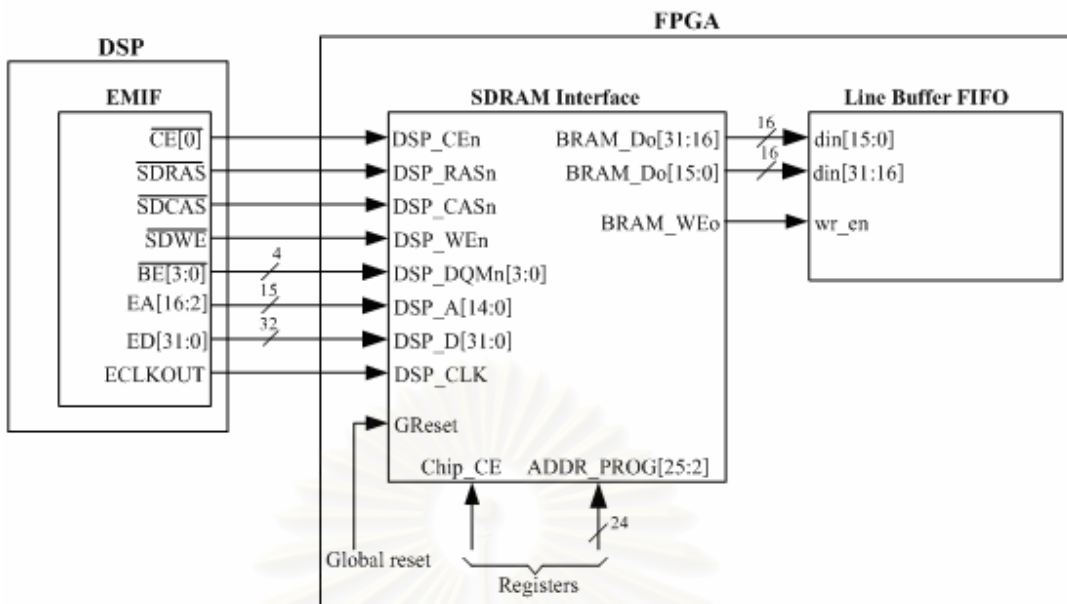 FPGA
DSP
EMIF
SDRAM Interface
Line Buffer FIFO
CE[0]
SDRAS
SDCAS
SDWE
BE[3:0]
EA[16:2]
ED[31:0]
ECLKOUT
4
15
32
DSP_CEn
DSP_RASn
DSP_CASn
DSP_WEn
DSP_DQMn[3:0]
DSP_A[14:0]
DSP_D[31:0]
DSP_CLK
GReset
Chip_CE
ADDR_PROG[25:2]
BRAM_Do[31:16]
BRAM_Do[15:0]
BRAM_WEo
16
16
din[15:0]
din[31:16]
wr_en
24
Global reset
Registers